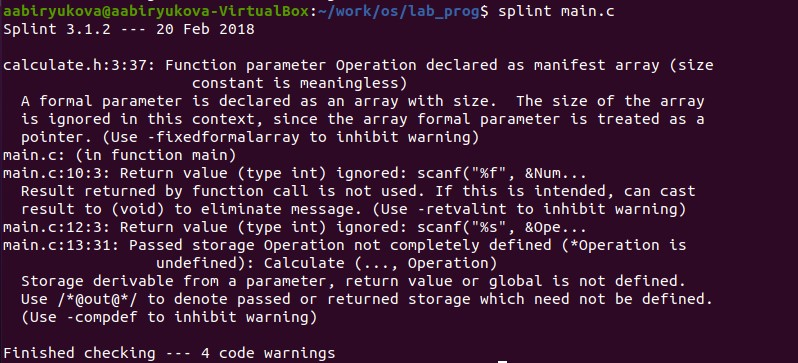 aabiryukova@aabiryukova-VirtualBox:~/work/os/lab_prog$ splint main.c
Splint 3.1.2 --- 20 Feb 2018
calculate.h:3:37: Function parameter Operation declared as manifest array (size
constant is meaningless)
A formal parameter is declared as an array with size.  The size of the array
is ignored in this context, since the array formal parameter is treated as a
pointer. (Use -fixedformalarray to inhibit warning)
main.c: (in function main)
main.c:10:3: Return value (type int) ignored: scanf("%f", &Num...
Result returned by function call is not used. If this is intended, can cast
result to (void) to eliminate message. (Use -retvalint to inhibit warning)
main.c:12:3: Return value (type int) ignored: scanf("%s", &Ope...
main.c:13:31: Passed storage Operation not completely defined (*Operation is
undefined): Calculate (..., Operation)
Storage derivable from a parameter, return value or global is not defined.
Use /*@out@*/ to denote passed or returned storage which need not be defined.
(Use -compdef to inhibit warning)
Finished checking --- 4 code warnings